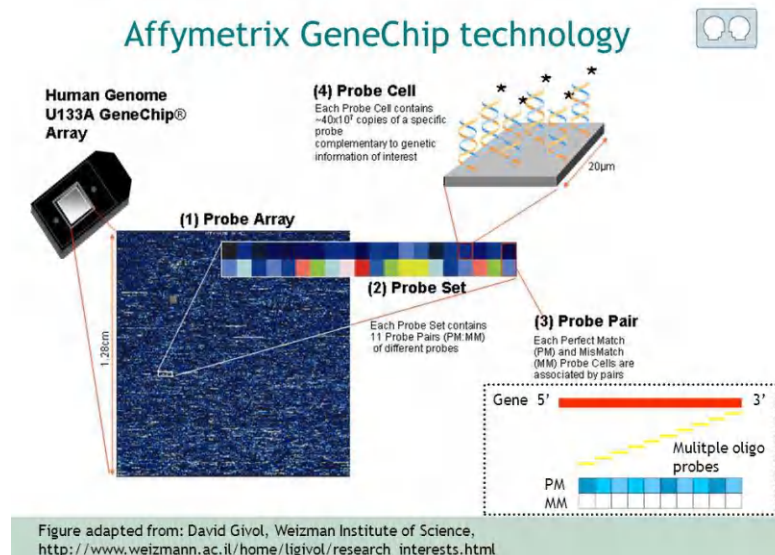 Affymetrix GeneChip technology
Human Genome
U133A GeneChip®
Array
(4) Probe Cell
Each Probe Cell contains
~40x10⁷ copies of a specific
probe
complementary to genetic
information of interest
* * * * * *
20µm
(1) Probe Array
1.28cm
(2) Probe Set
Each Probe Set contains
11 Probe Pairs (PM:MM)
of different probes
(3) Probe Pair
Each Perfect Match
(PM) and MisMatch
(MM) Probe Cells are
associated by pairs
Gene 5’ 3’
Mulitple oligo
probes
PM
MM
Figure adapted from: David Givol, Weizman Institute of Science,
http://www.weizmann.ac.il/home/ligivol/research_interests.html